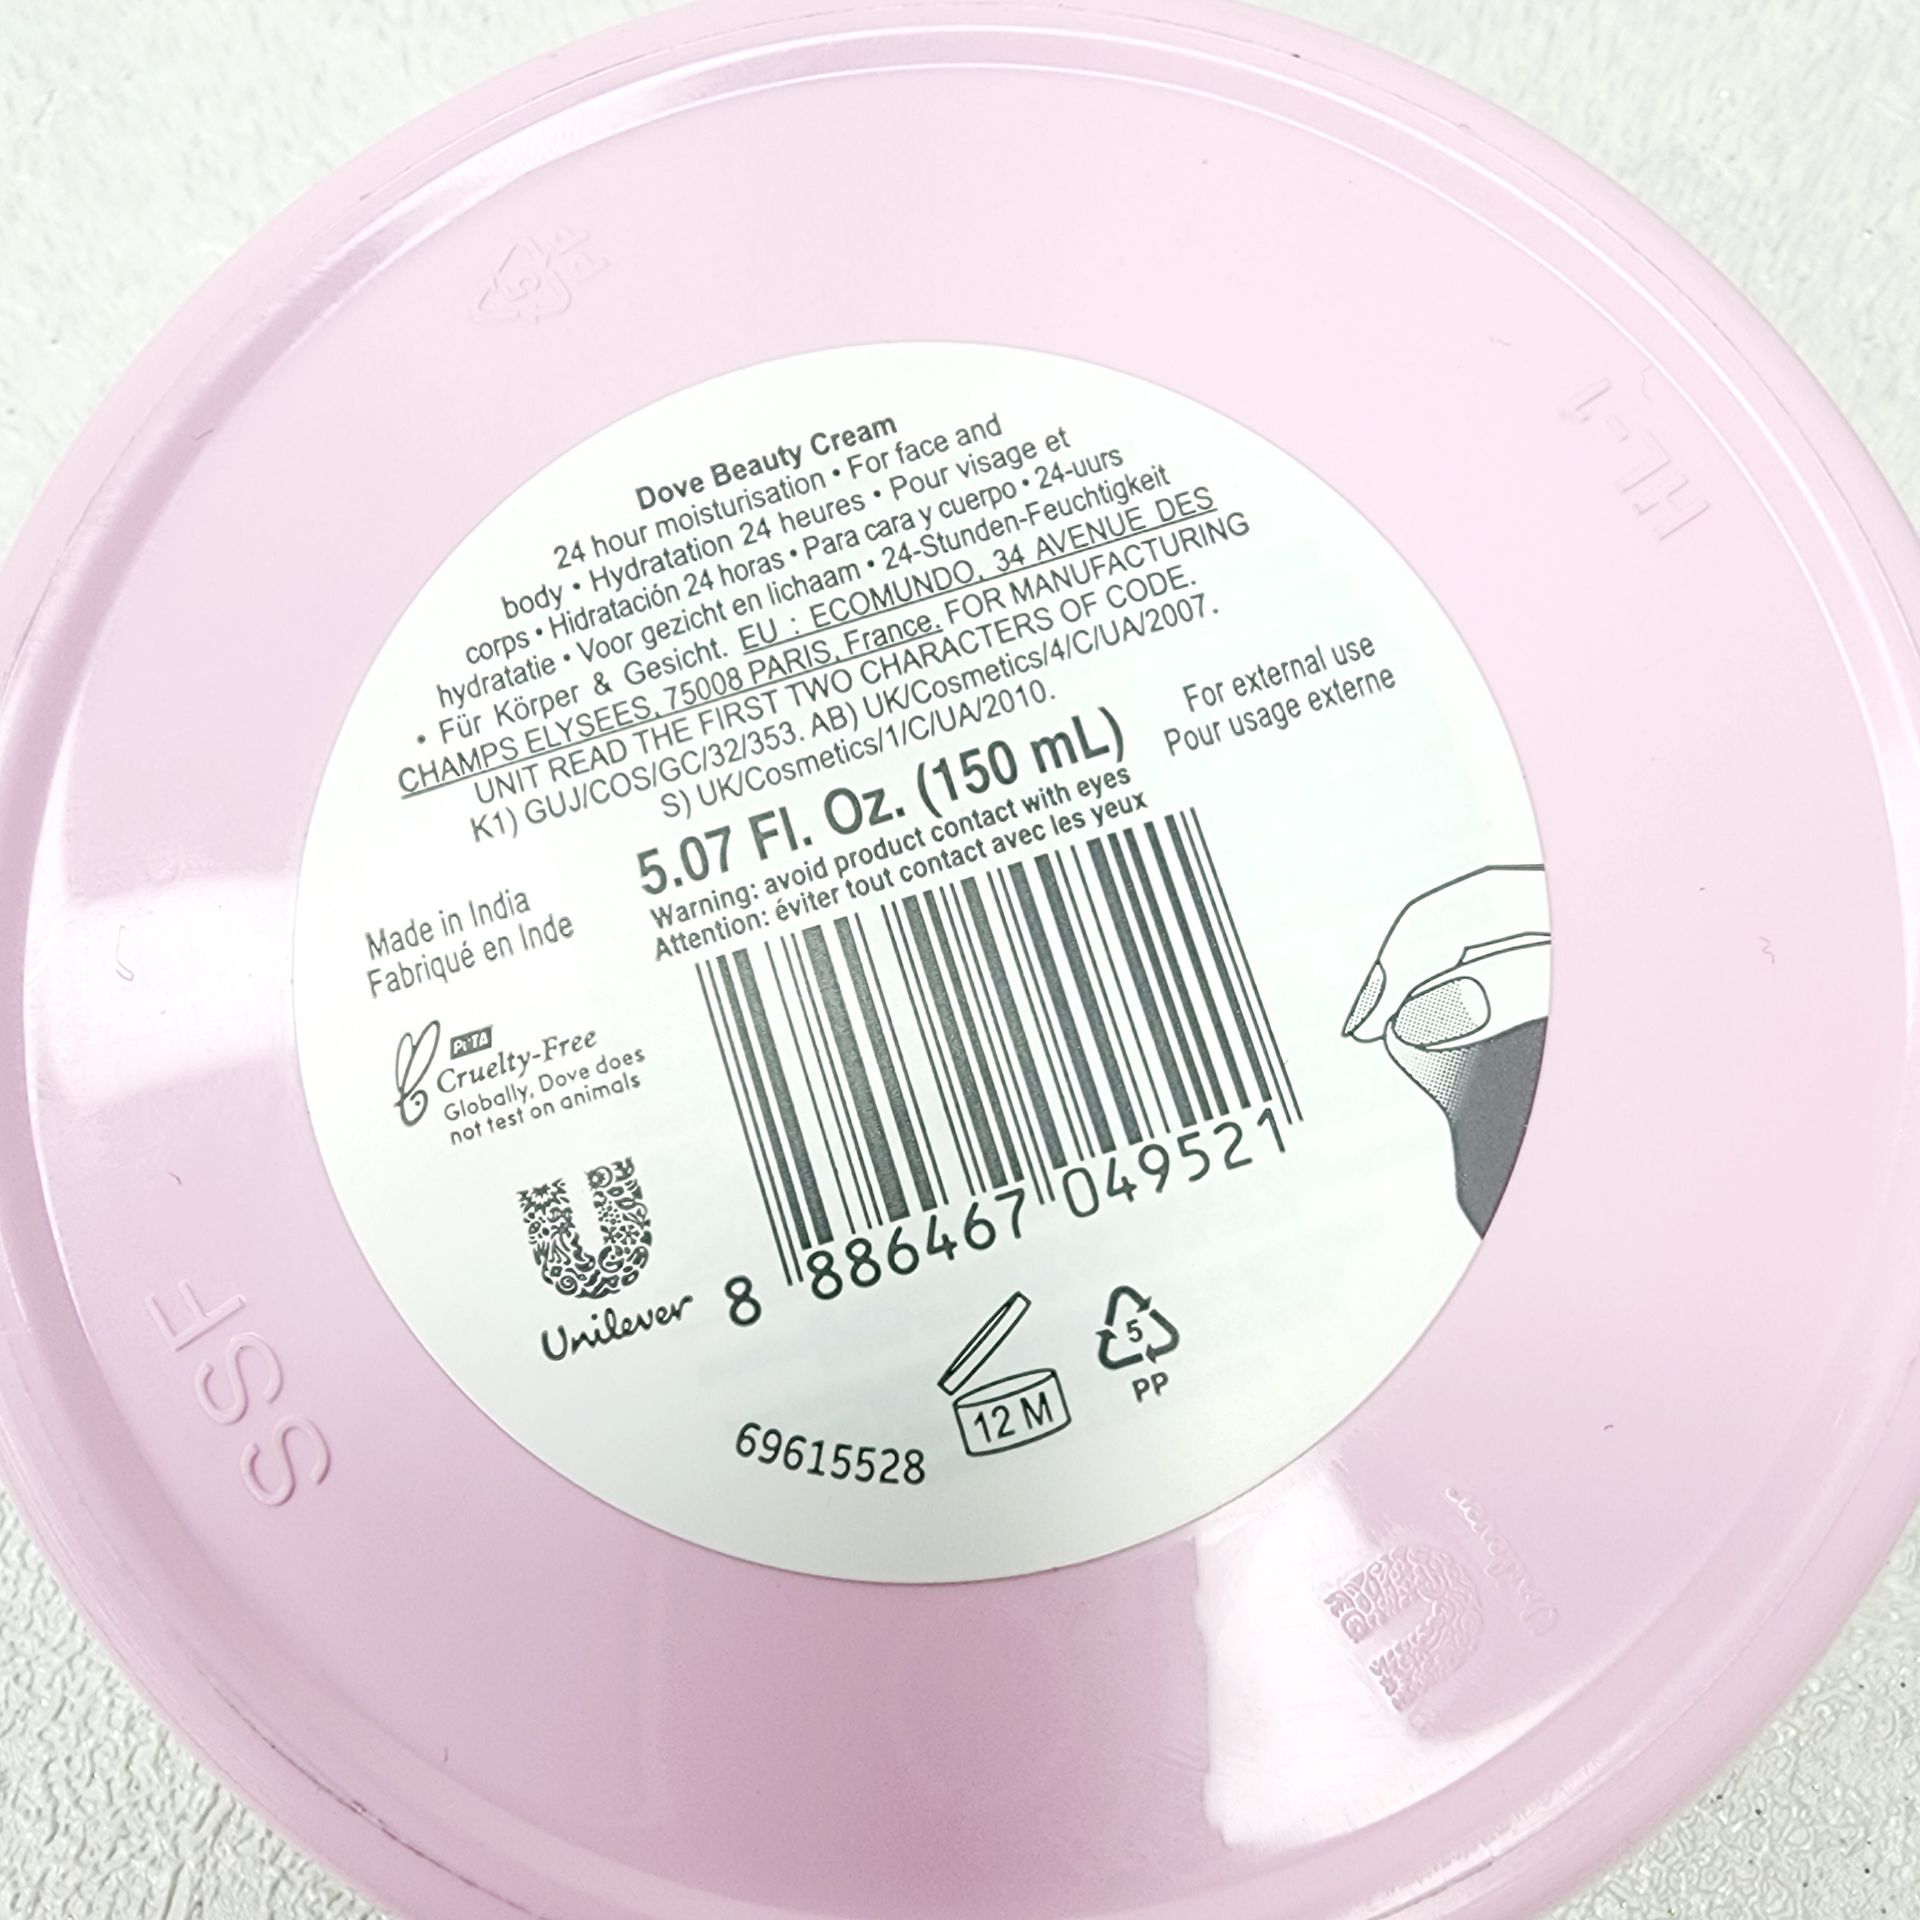 Dove Beauty Cream
24 hour moisturisation • For face and
body • Hydratation 24 heures • Pour visage et
corps • Hidratación 24 horas • Para cara y cuerpo • 24-uurs
hydratatie • Voor gezicht en lichaam • 24-Stunden-Feuchtigkeit
• Für Körper & Gesicht. EU : ECOMUNDO, 34 AVENUE DES
CHAMPS ELYSEES, 75008 PARIS, France. FOR MANUFACTURING
UNIT READ THE FIRST TWO CHARACTERS OF CODE.
K1) GUJ/COS/GC/32/353. AB) UK/Cosmetics/4/C/UA/2007.
S) UK/Cosmetics/1/C/UA/2010.
5.07 Fl. Oz. (150 mL)
Warning: avoid product contact with eyes
Attention: éviter tout contact avec les yeux
For external use
Pour usage externe
Made in India
Fabriqué en Inde
PETA
Cruelty-Free
Globally, Dove does
not test on animals
Unilever
8 886467 049521
12 M
5
PP
69615528
5
PP
HL-1
SSF
Unilever